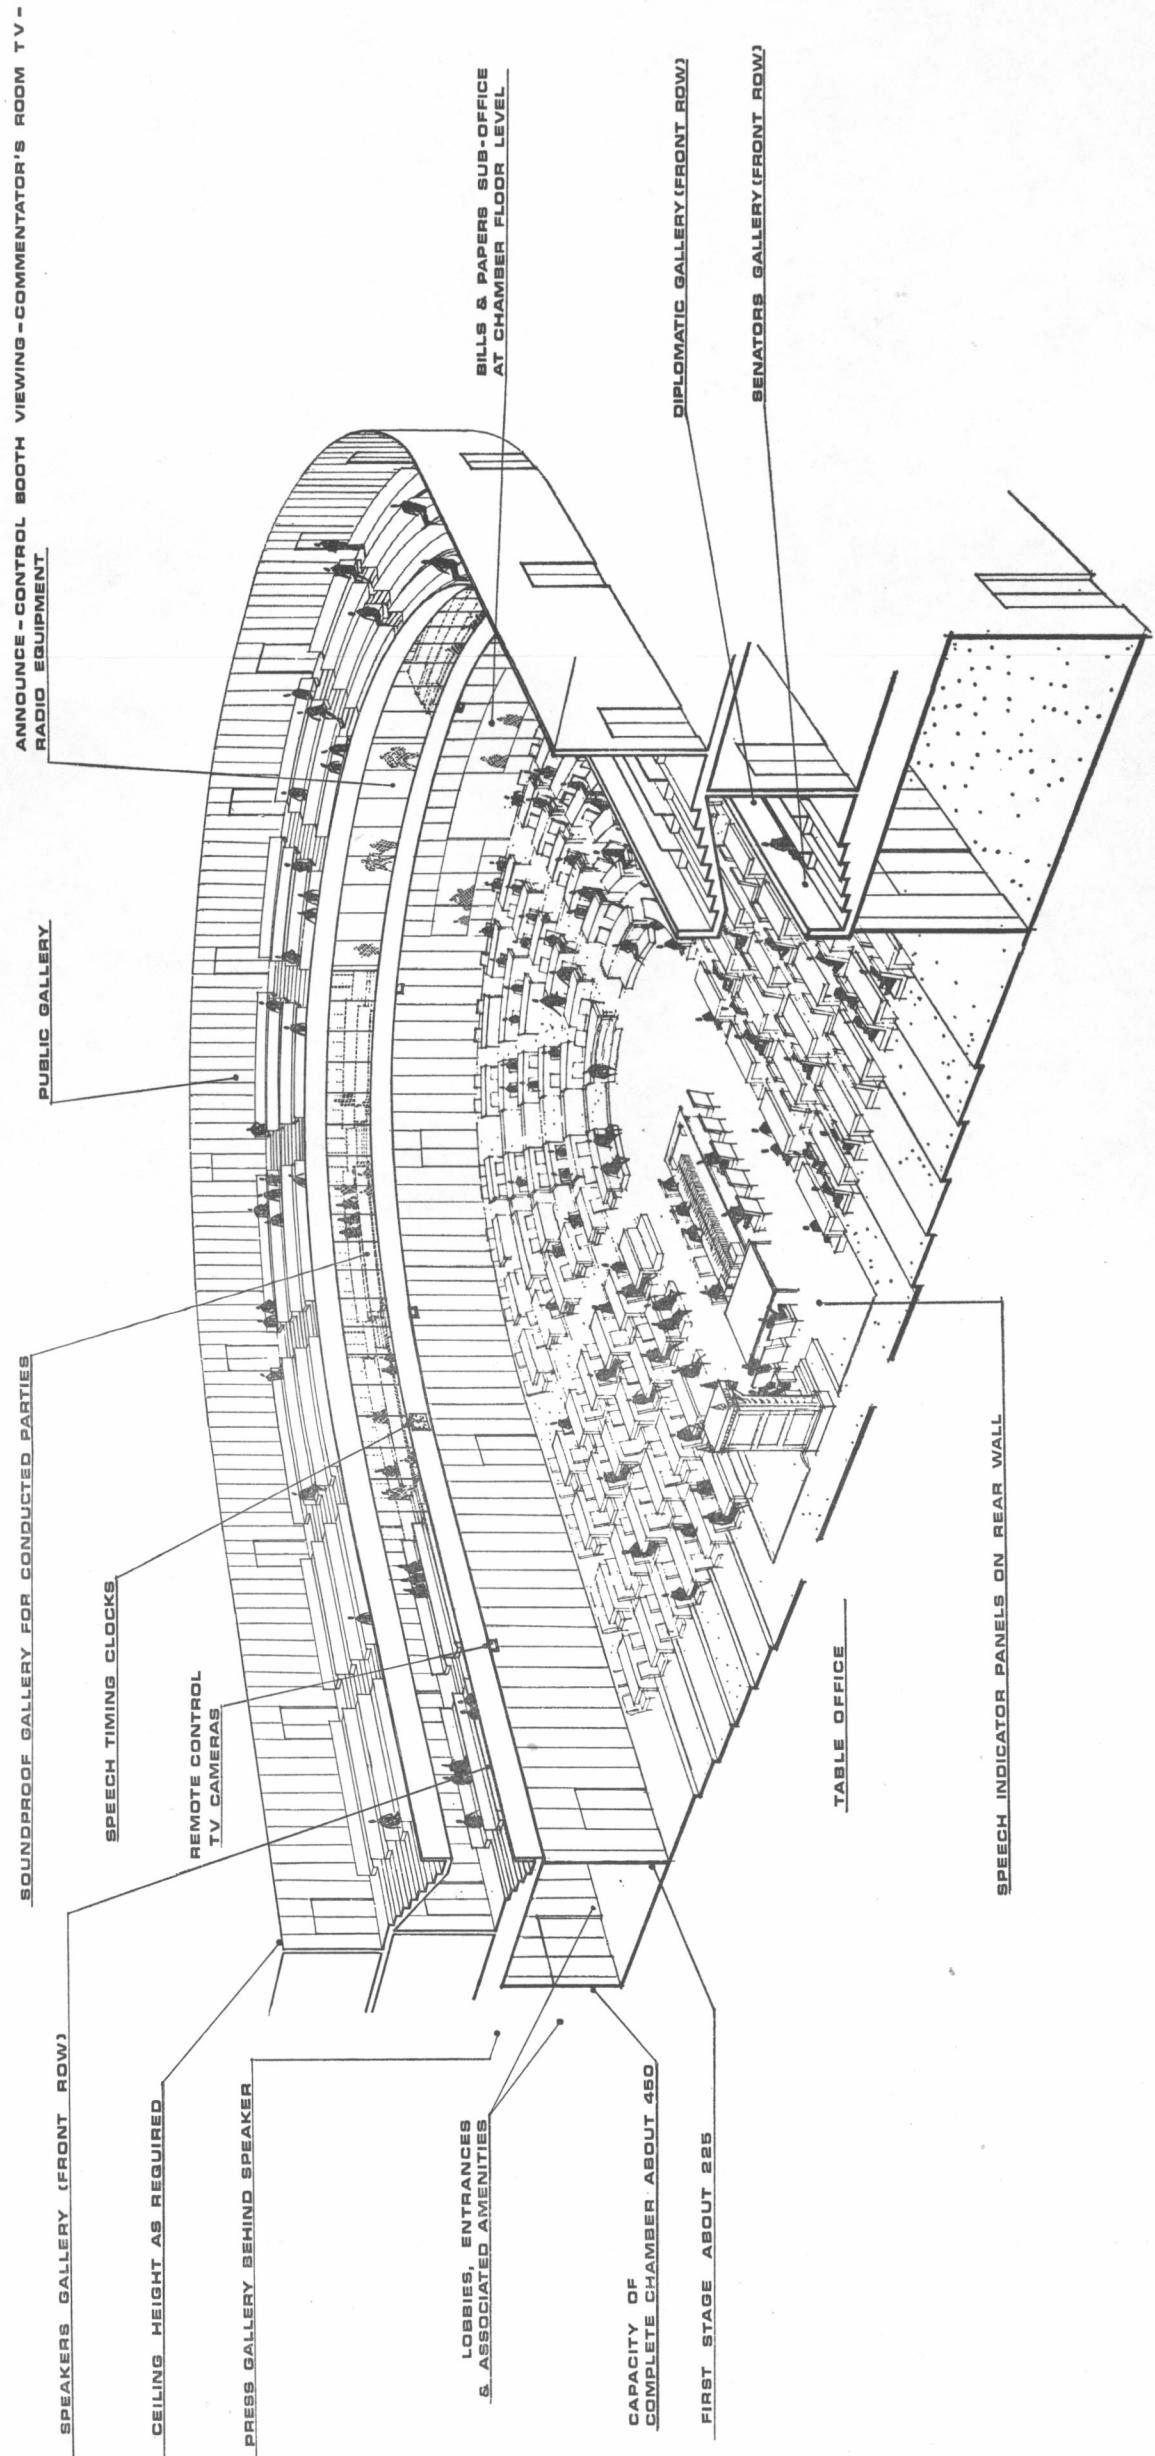 SPEAKERS GALLERY (FRONT ROW)
CEILING HEIGHT AS REQUIRED
PRESS GALLERY BEHIND SPEAKER
LOBBIES, ENTRANCES
& ASSOCIATED AMENITIES
CAPACITY OF
COMPLETE CHAMBER ABOUT 450
FIRST STAGE ABOUT 225
SOUNDPROOF GALLERY FOR CONDUCTED PARTIES
SPEECH TIMING CLOCKS
REMOTE CONTROL
TV CAMERAS
TABLE OFFICE
SPEECH INDICATOR PANELS ON REAR WALL
PUBLIC GALLERY
ANNOUNCE-CONTROL BOOTH VIEWING-COMMENTATOR'S ROOM TV-
RADIO EQUIPMENT
BILLS & PAPERS SUB-OFFICE
AT CHAMBER FLOOR LEVEL
DIPLOMATIC GALLERY (FRONT ROW)
SENATORS GALLERY (FRONT ROW)